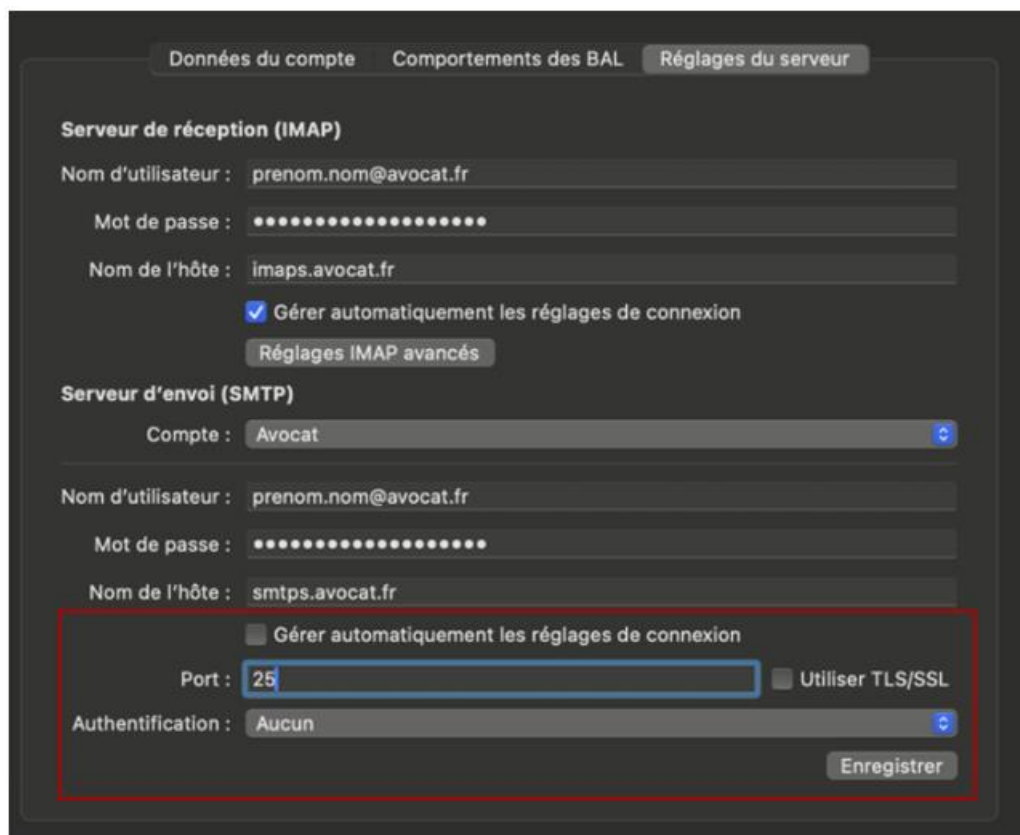 Données du compte Comportements des BAL Réglages du serveur
Serveur de réception (IMAP)
Nom d'utilisateur : prenom.nom@avocat.fr
Mot de passe : •••••••••••••••••••
Nom de l'hôte : imaps.avocat.fr
Gérer automatiquement les réglages de connexion
Réglages IMAP avancés
Serveur d'envoi (SMTP)
Compte : Avocat
Nom d'utilisateur : prenom.nom@avocat.fr
Mot de passe : •••••••••••••••••••
Nom de l'hôte : smtps.avocat.fr
Gérer automatiquement les réglages de connexion
Port : 25 Utiliser TLS/SSL
Authentification : Aucun
Enregistrer